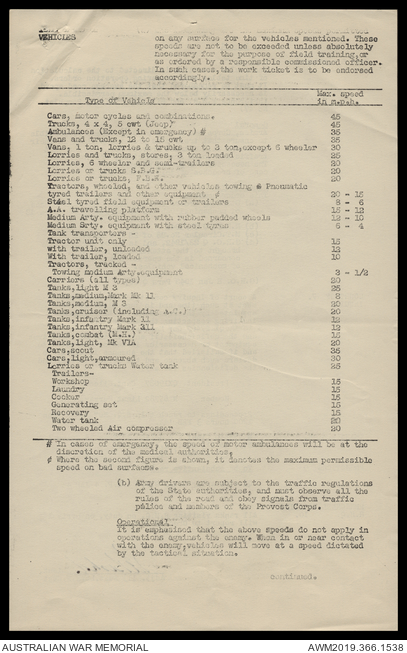 VEHICLES
on any surface for the vehicles mentioned. These
speeds are not to be exceeded unless absolutely
necessary for the purpose of field training, or
as ordered by a responsible commissioned officer.
In such cases, the work ticket is to be endorsed
accordingly.
Type of Vehicle Max. speed in m.p.h.
Cars, motor cycles and combinations. 45
Trucks, 4 x 4, 5 cwt (Jeep) 45
Ambulances (Except in emergency) # 35
Vans and trucks, 12 to 15 cwt 35
Vans, 1 ton, lorries & trucks up to 3 ton, except 6 wheeler 30
Lorries and trucks, stores, 3 ton loaded 25
Lorries, 6 wheeler and semi-trailers 20
Lorries or trucks S.S.G. 20
Lorries or trucks, F.S.G. 20
Tractors, wheeled, and other vehicles towing Pneumatic
tyred trailers and other equipment ø 20 - 15
Steel tyred field equipment or trailers 8 - 6
A.A. travelling platform 15 - 12
Medium Arty. equipment with rubber padded wheels 12 - 10
Medium Arty. equipment with steel tyres 6 - 4
Tank transporters -
Tractor unit only 15
with trailer, unloaded 12
With trailer, loaded 10
Tractors, tracked -
Towing medium Arty. equipment 3 - 1/2
Carriers (all types) 20
Tanks, light M 3 25
Tanks, medium, Mark 11 8
Tanks, medium, M 3 20
Tanks, cruiser (including A.C.) 20
Tanks, infantry Mark 11 12
Tanks, infantry Mark 111 12
Tanks, combat (M.H.) 15
Tanks, light, Mk V1A 20
Cars, scout 35
Cars, light, armoured 30
Lorries or trucks Water tank 25
Trailers-
Workshop 15
Laundry 15
Cooker 15
Generating set 15
Recovery 15
Water tank 20
Two wheeled Air compressor 20
# In cases of emergency, the speed of motor ambulances will be at the
discretion of the medical authorities.
ø Where the second figure is shown, it denotes the maximum permissible
speed on bad surfaces.
(b) Army drivers are subject to the traffic regulations
of the State authorities, and must observe all the
rules of the road and obey signals from traffic
police and members of the Provost Corps.
Operational
It is emphasised that the above speeds do not apply in
operations against the enemy. When in or near contact
with the enemy, vehicles will move at a speed dictated
by the tactical situation.
continued.
AUSTRALIAN WAR MEMORIAL AWM2019.366.1538